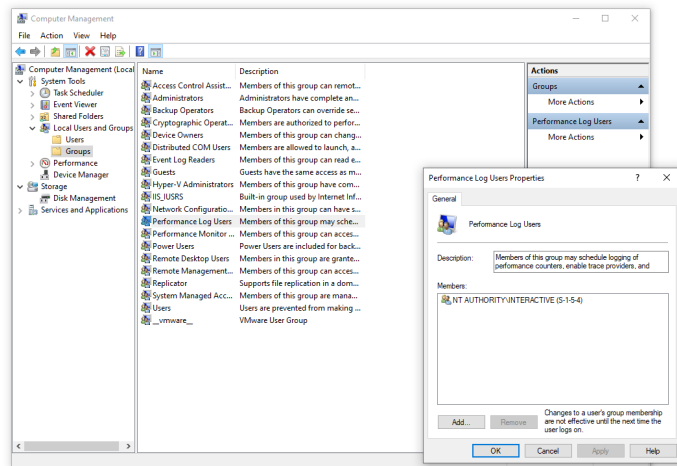 Computer Management
File Action View Help
Computer Management (Local
System Tools
Task Scheduler
Event Viewer
Shared Folders
Local Users and Groups
Users
Groups
Performance
Device Manager
Storage
Disk Management
Services and Applications
Name Description
Access Control Assist... Members of this group can remot...
Administrators Administrators have complete an...
Backup Operators Backup Operators can override se...
Cryptographic Operat... Members are authorized to perfor...
Device Owners Members of this group can chang...
Distributed COM Users Members are allowed to launch, a...
Event Log Readers Members of this group can read e...
Guests Guests have the same access as m...
Hyper-V Administrators Members of this group have com...
IIS_IUSRS Built-in group used by Internet Inf...
Network Configuratio... Members in this group can have s...
Performance Log Users Members of this group may sche...
Performance Monitor ... Members of this group can acces...
Power Users Power Users are included for back...
Remote Desktop Users Members in this group are grante...
Remote Management... Members of this group can acces...
Replicator Supports file replication in a dom...
System Managed Acc... Members of this group are mana...
Users Users are prevented from making ...
__vmware__ VMware User Group
Actions
Groups
More Actions
Performance Log Users
More Actions
Performance Log Users Properties
General
Performance Log Users
Description: Members of this group may schedule logging of
performance counters, enable trace providers, and
Members:
NT AUTHORITY\INTERACTIVE (S-1-5-4)
Add... Remove
Changes to a user's group membership
are not effective until the next time the
user logs on.
OK Cancel Apply Help